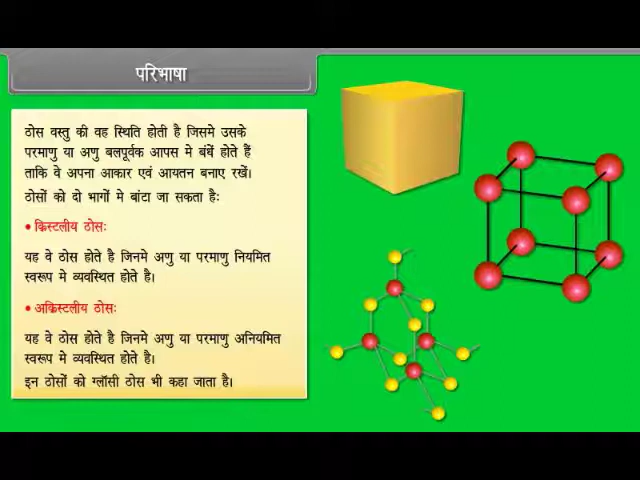 परिभाषा
ठोस वस्तु की वह स्थिति होती है जिसमे उसके
परमाणु या अणु बलपूर्वक आपस मे बंधें होते हैं
ताकि वे अपना आकार एवं आयतन बनाए रखें।
ठोसों को दो भागों मे बांटा जा सकता है:
• क्रिस्टलीय ठोस:
यह वे ठोस होते है जिनमे अणु या परमाणु नियमित
स्वरूप मे व्यवस्थित होते है।
• अक्रिस्टलीय ठोस:
यह वे ठोस होते है जिनमे अणु या परमाणु अनियमित
स्वरूप मे व्यवस्थित होते है।
इन ठोसों को ग्लॉसी ठोस भी कहा जाता है।